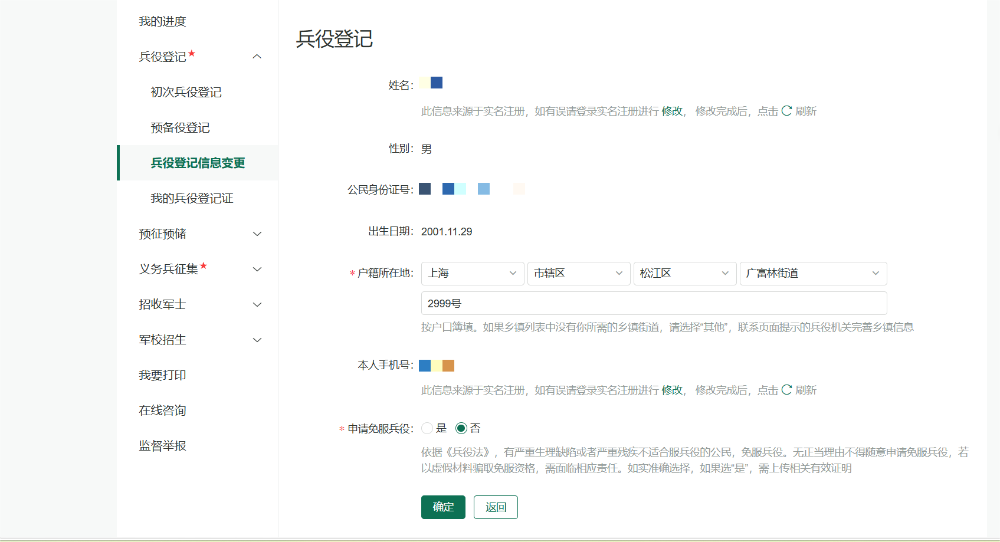 我的进度
兵役登记★
初次兵役登记
预备役登记
兵役登记信息变更
我的兵役登记证
预征预储
义务兵征集★
招收军士
军校招生
我要打印
在线咨询
监督举报
兵役登记
姓名：
此信息来源于实名注册，如有误请登录实名注册进行 修改， 修改完成后，点击 刷新
性别： 男
公民身份证号：
出生日期： 2001.11.29
* 户籍所在地： 上海 市辖区 松江区 广富林街道
2999号
按户口簿填。如果乡镇列表中没有你所需的乡镇街道，请选择“其他”，联系页面提示的兵役机关完善乡镇信息
本人手机号：
此信息来源于实名注册，如有误请登录实名注册进行 修改， 修改完成后，点击 刷新
* 申请免服兵役： 是 否
依据《兵役法》，有严重生理缺陷或者严重残疾不适合服兵役的公民，免服兵役。无正当理由不得随意申请免服兵役，若
以虚假材料骗取免服资格，需面临相应责任。如实准确选择，如果选“是”，需上传相关有效证明
确定 返回